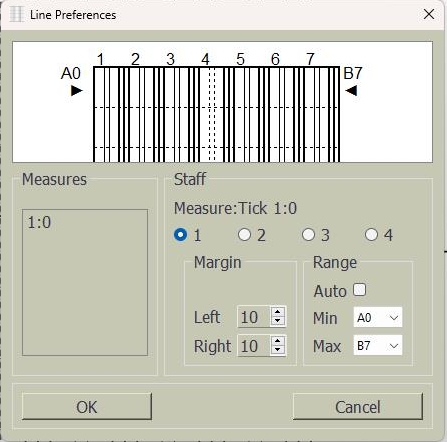 Line Preferences
1 2 3 4 5 6 7
A0 B7
Measures
1:0
Staff
Measure:Tick 1:0
1 2 3 4
Margin
Left 10
Right 10
Range
Auto
Min A0
Max B7
OK Cancel